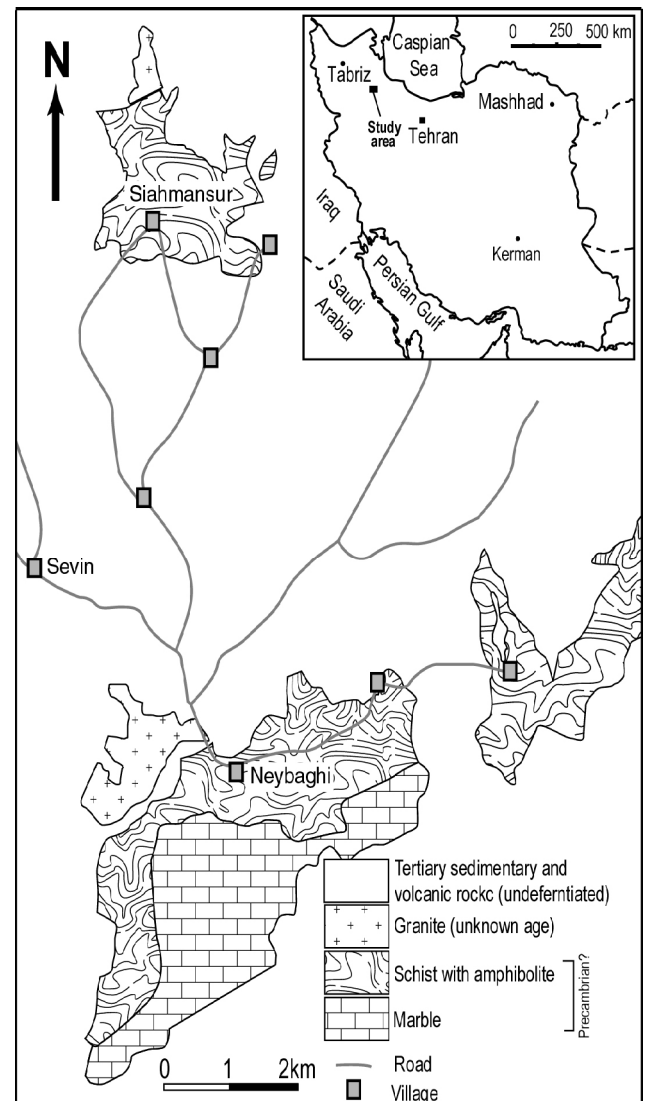 N
Siahmansur
Sevin
Neybaghi
0 250 500 km
Caspian
Sea
Tabriz
Mashhad
Study
area
Tehran
Iraq
Kerman
Saudi
Arabia
Persian Gulf
Tertiary sedimentary and
volcanic rockc (undeferntiated)
Granite (unknown age)
Schist with amphibolite
Marble
Precambrian?
Road
Village
0 1 2km